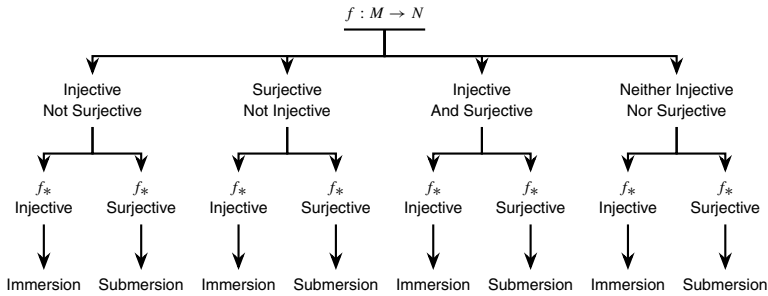 f : M → N
Injective Surjective Injective Neither Injective
Not Surjective Not Injective And Surjective Nor Surjective
f* f* f* f* f* f* f* f*
Injective Surjective Injective Surjective Injective Surjective Injective Surjective
Immersion Submersion Immersion Submersion Immersion Submersion Immersion Submersion